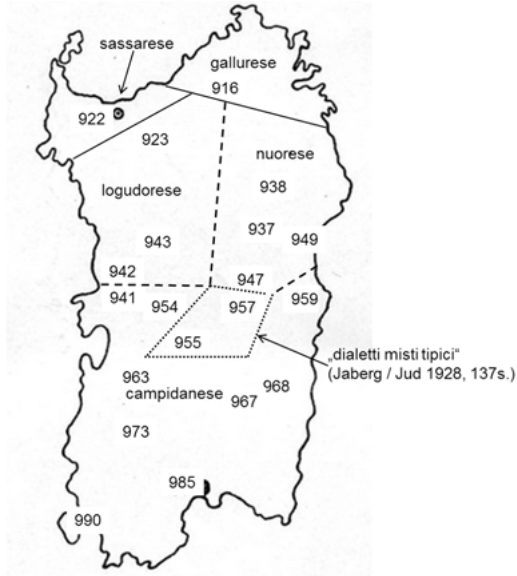 sassarese
gallurese
916
922
923
nuorese
938
logudorese
937
943
949
942
947
941
954
957
959
955
„dialetti misti tipici“
(Jaberg / Jud 1928, 137s.)
963
968
campidanese
967
973
985
990